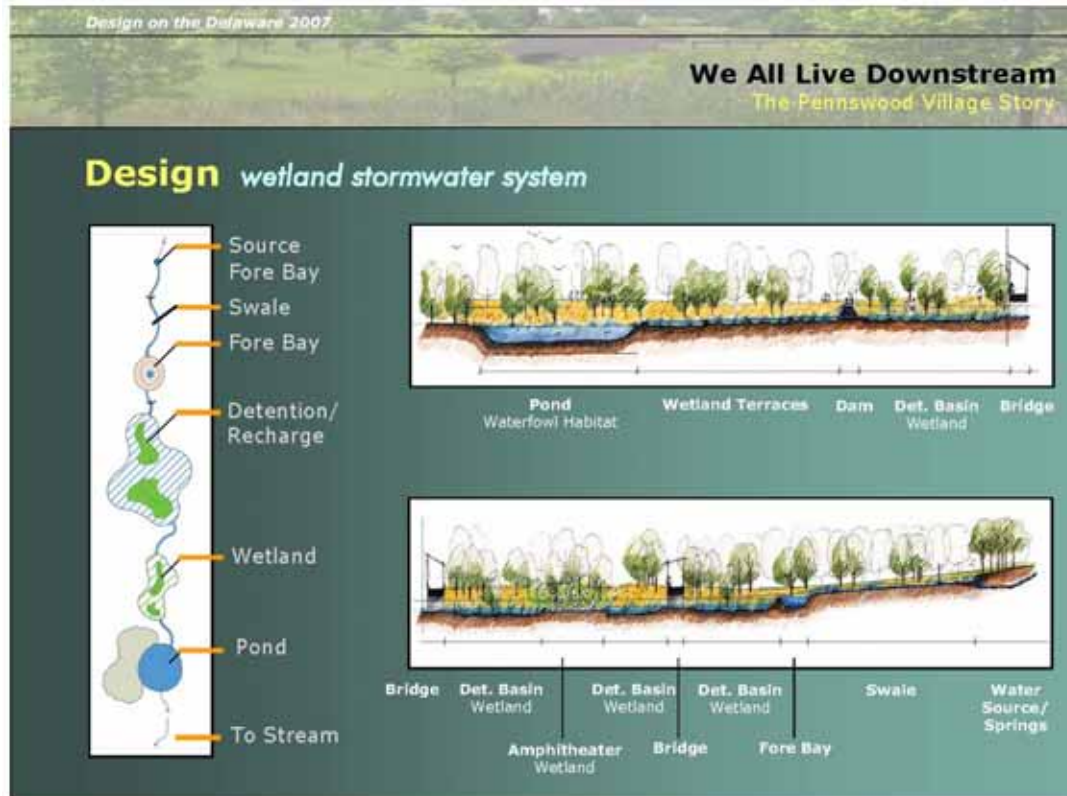 Design on the Delaware 2007
We All Live Downstream
The Pennswood Village Story
Design wetland stormwater system
Source
Fore Bay
Swale
Fore Bay
Detention/
Recharge
Wetland
Pond
To Stream
Pond
Waterfowl Habitat
Wetland Terraces
Dam
Det. Basin
Wetland
Bridge
Bridge
Det. Basin
Wetland
Amphitheater
Wetland
Det. Basin
Wetland
Bridge
Det. Basin
Wetland
Fore Bay
Swale
Water
Source/
Springs